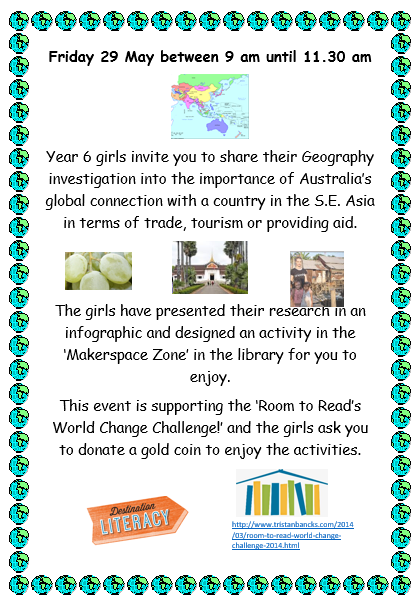 Friday 29 May between 9 am until 11.30 am
Year 6 girls invite you to share their Geography
investigation into the importance of Australia's
global connection with a country in the S.E. Asia
in terms of trade, tourism or providing aid.
The girls have presented their research in an
infographic and designed an activity in the
'Makerspace Zone' in the library for you to
enjoy.
This event is supporting the 'Room to Read's
World Change Challenge!' and the girls ask you
to donate a gold coin to enjoy the activities.
Destination
LITERACY
http://www.tristanbancks.com/2014
/03/room-to-read-world-change-
challenge-2014.html